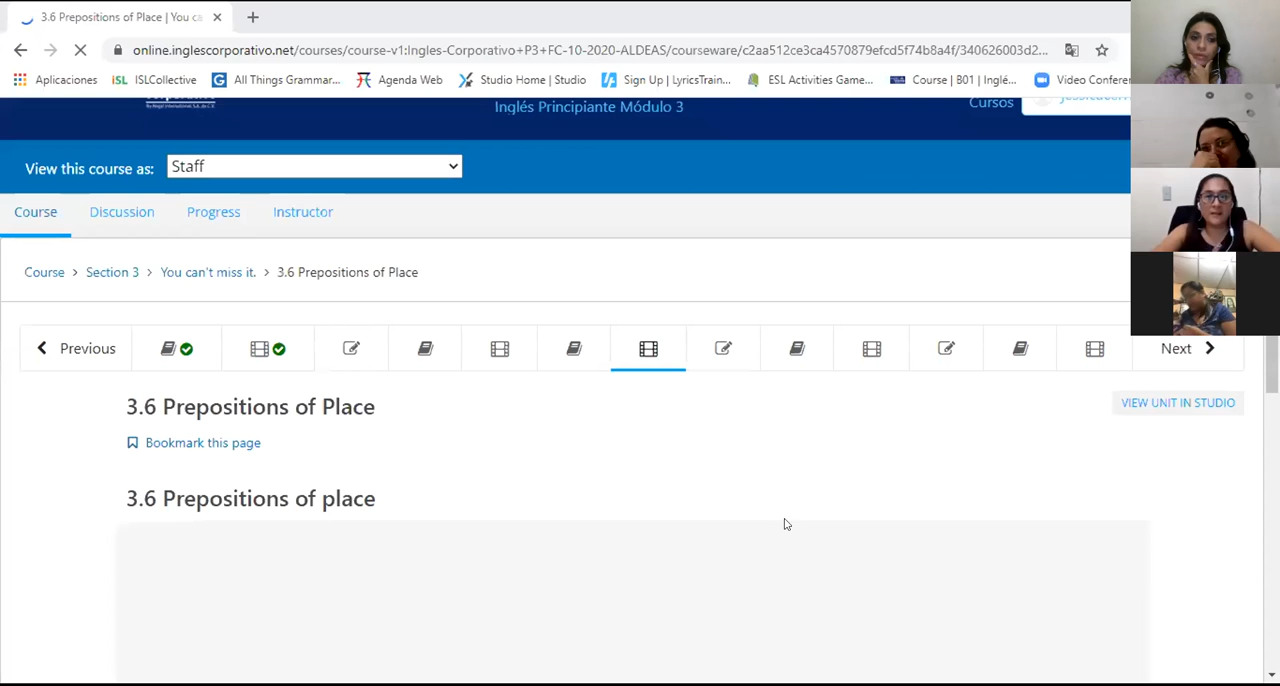 3.6 Prepositions of Place | You ca
online.inglescorporativo.net/courses/course-v1:Ingles-Corporativo+P3+FC-10-2020-ALDEAS/courseware/c2aa512ce3ca4570879efcd5f74b8a4f/340626003d2...
Aplicaciones ISLCollective All Things Grammar... Agenda Web Studio Home | Studio Sign Up | LyricsTrain... ESL Activities Game... Course | B01 | Inglé... Video Conferen
Inglés Principiante Módulo 3 Cursos
View this course as: Staff
Course Discussion Progress Instructor
Course > Section 3 > You can't miss it. > 3.6 Prepositions of Place
Previous Next
3.6 Prepositions of Place
VIEW UNIT IN STUDIO
Bookmark this page
3.6 Prepositions of place